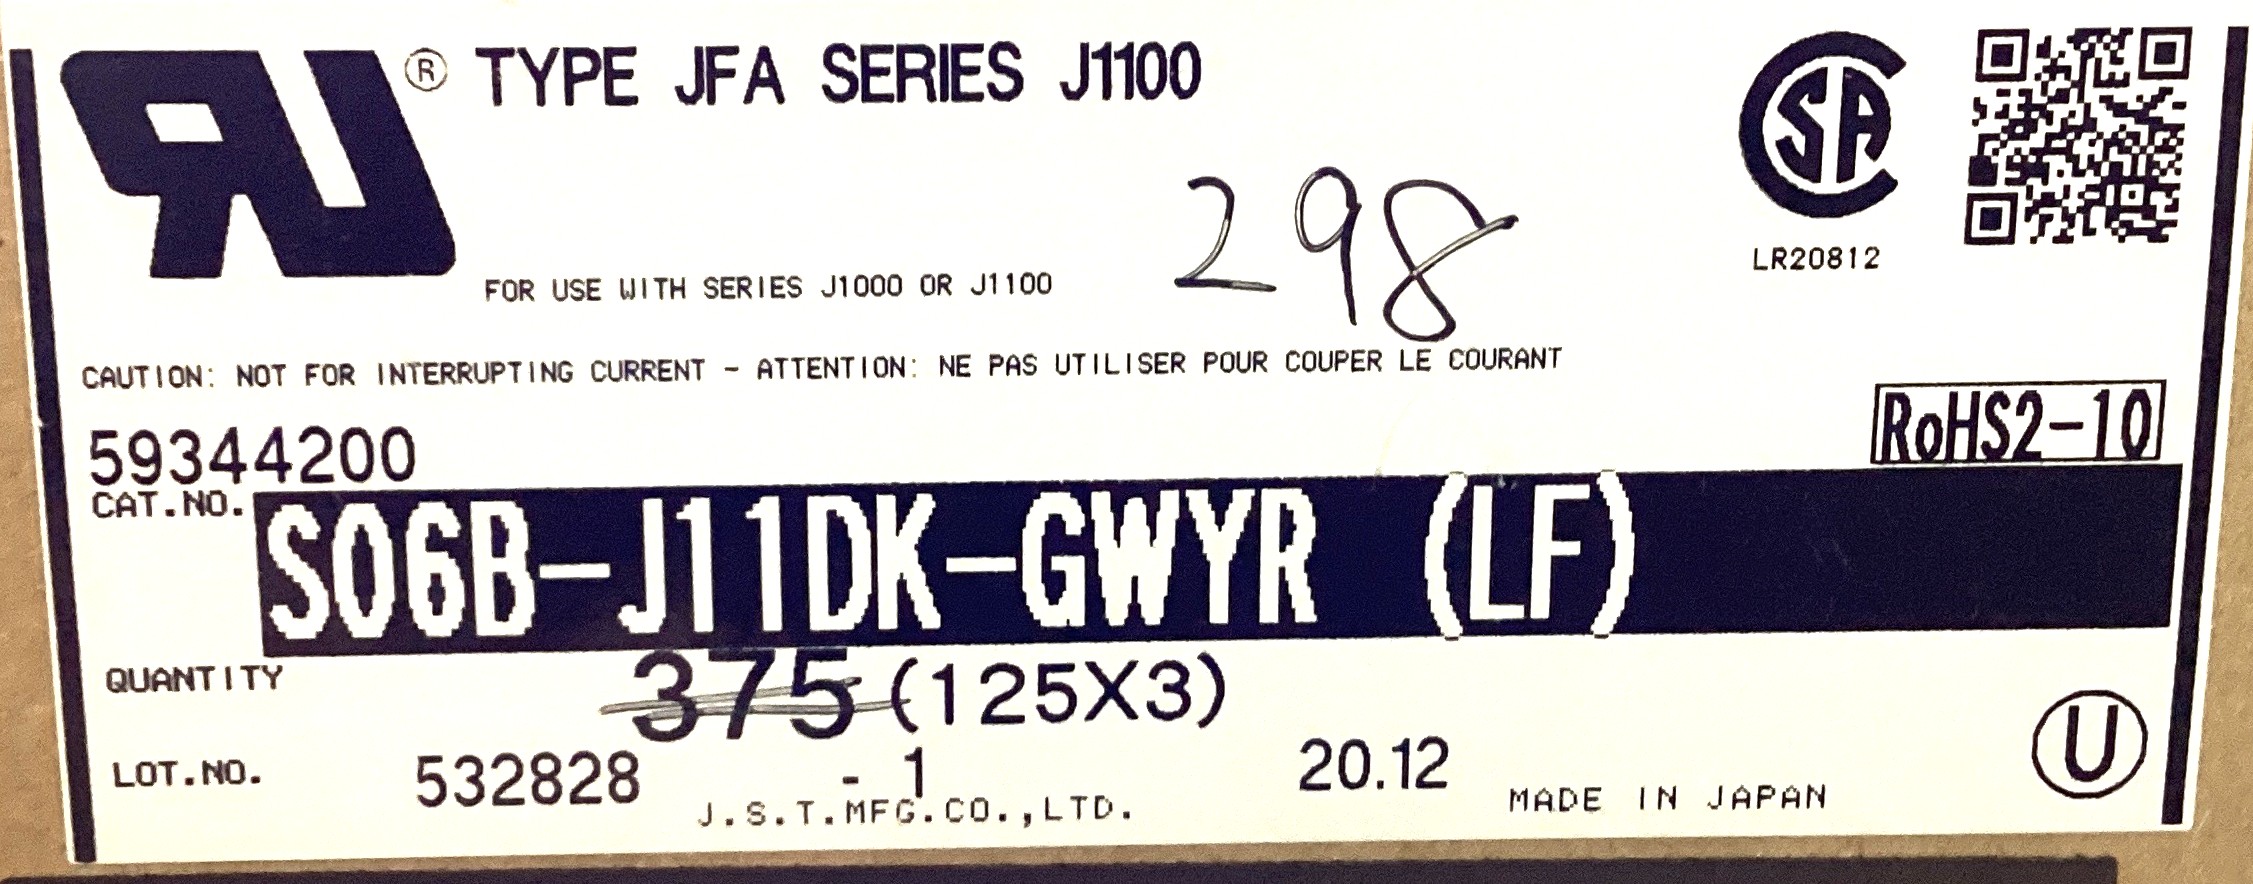 RU® TYPE JFA SERIES J1100
298
CSA
LR20812
FOR USE WITH SERIES J1000 OR J1100
CAUTION: NOT FOR INTERRUPTING CURRENT - ATTENTION: NE PAS UTILISER POUR COUPER LE COURANT
59344200
RoHS2-10
CAT.NO. S06B-J11DK-GWYR (LF)
QUANTITY 375 (125X3)
LOT.NO. 532828 - 1 20.12
U
J.S.T.MFG.CO.,LTD. MADE IN JAPAN